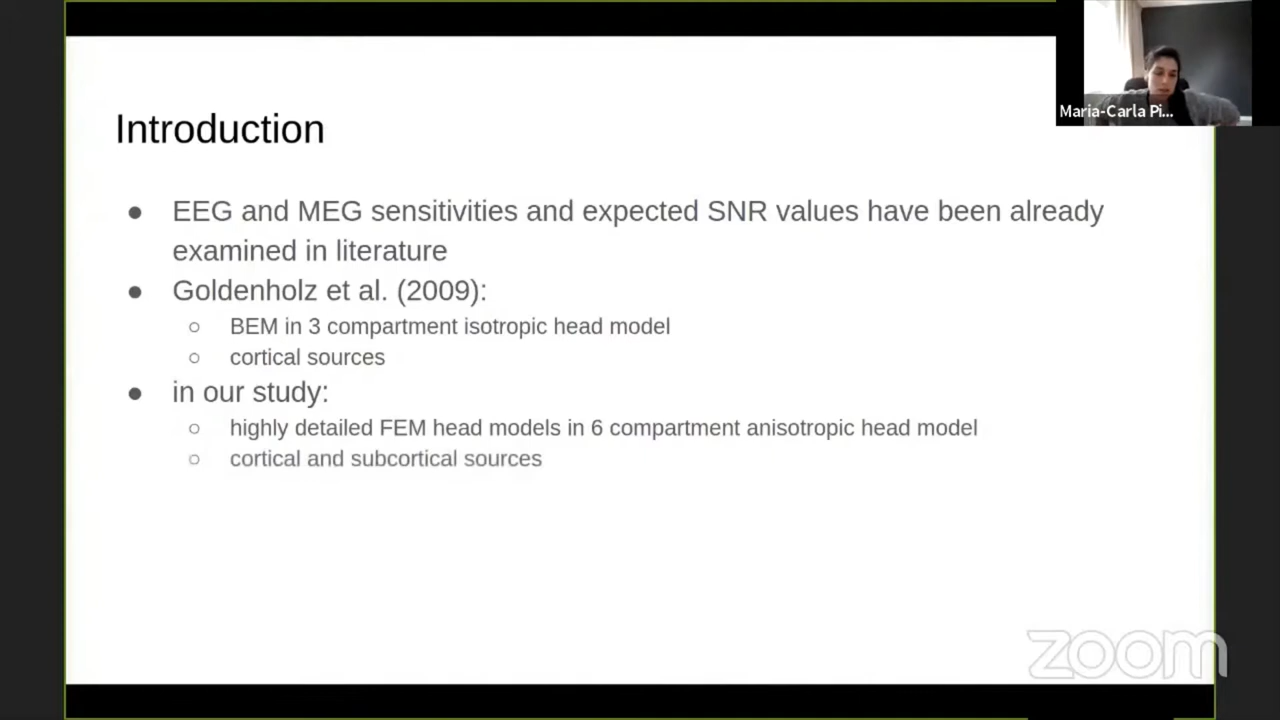 Introduction
Maria-Carla Pi...
● EEG and MEG sensitivities and expected SNR values have been already
examined in literature
● Goldenholz et al. (2009):
○ BEM in 3 compartment isotropic head model
○ cortical sources
● in our study:
○ highly detailed FEM head models in 6 compartment anisotropic head model
○ cortical and subcortical sources
zoom